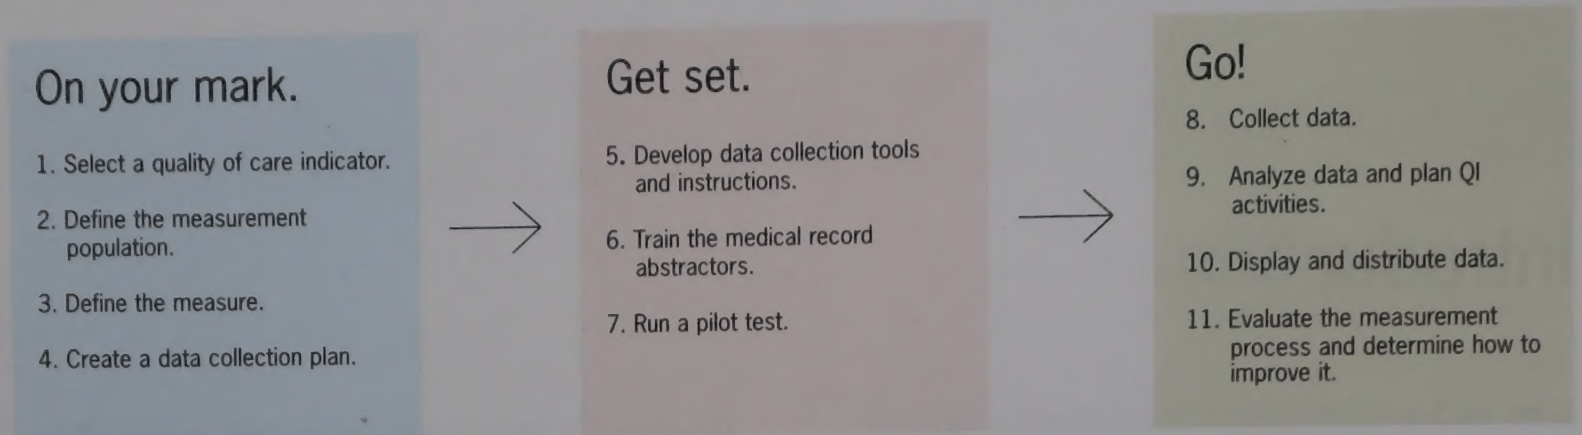 On your mark.
1. Select a quality of care indicator.
2. Define the measurement
population.
3. Define the measure.
4. Create a data collection plan.
Get set.
5. Develop data collection tools
and instructions.
6. Train the medical record
abstractors.
7. Run a pilot test.
Go!
8. Collect data.
9. Analyze data and plan QI
activities.
10. Display and distribute data.
11. Evaluate the measurement
process and determine how to
improve it.